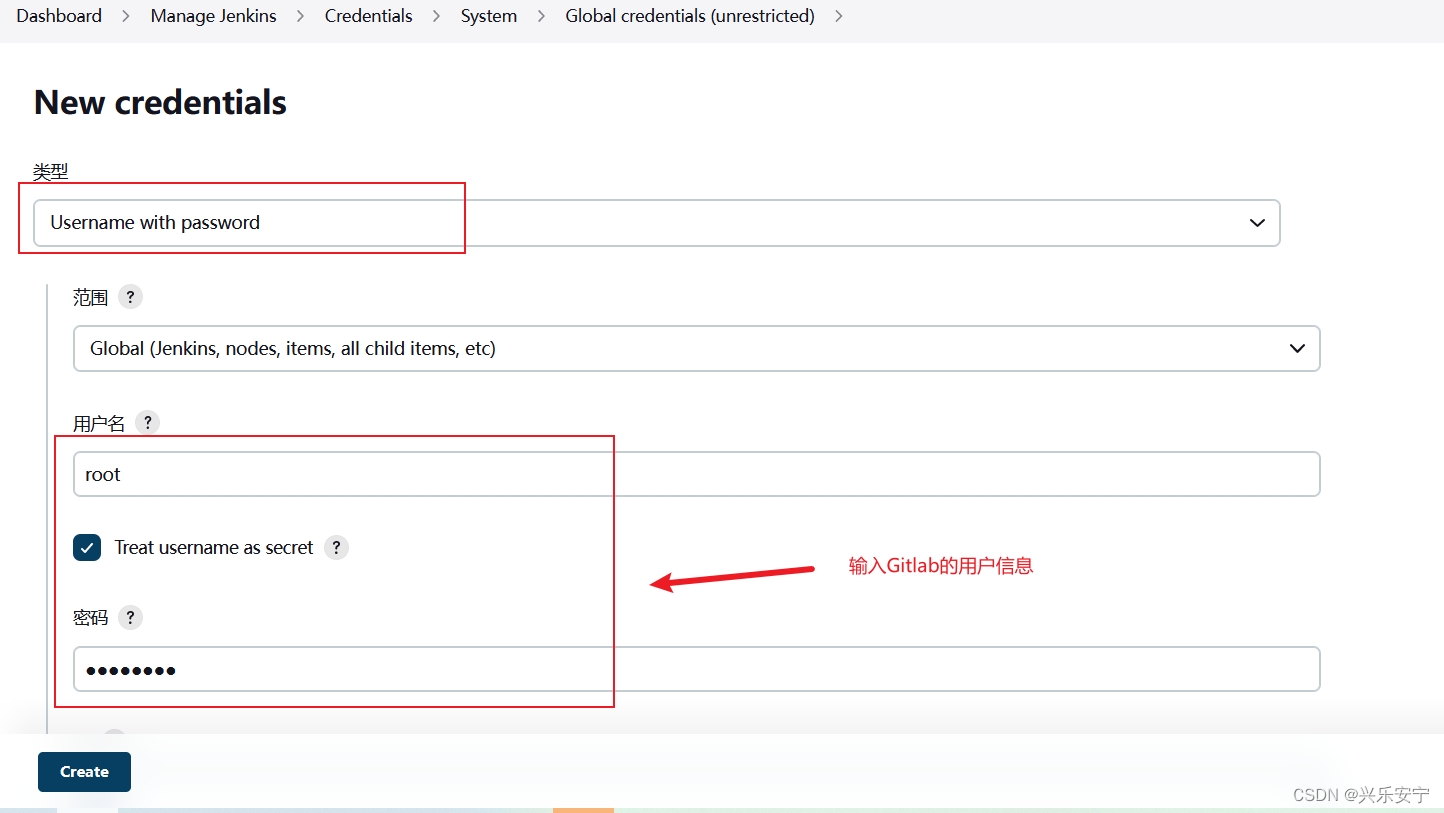 Dashboard > Manage Jenkins > Credentials > System > Global credentials (unrestricted) >
New credentials
类型
Username with password
范围 ?
Global (Jenkins, nodes, items, all child items, etc)
用户名 ?
root
Treat username as secret ?
输入Gitlab的用户信息
密码 ?
••••••••
Create
CSDN @兴乐安宁